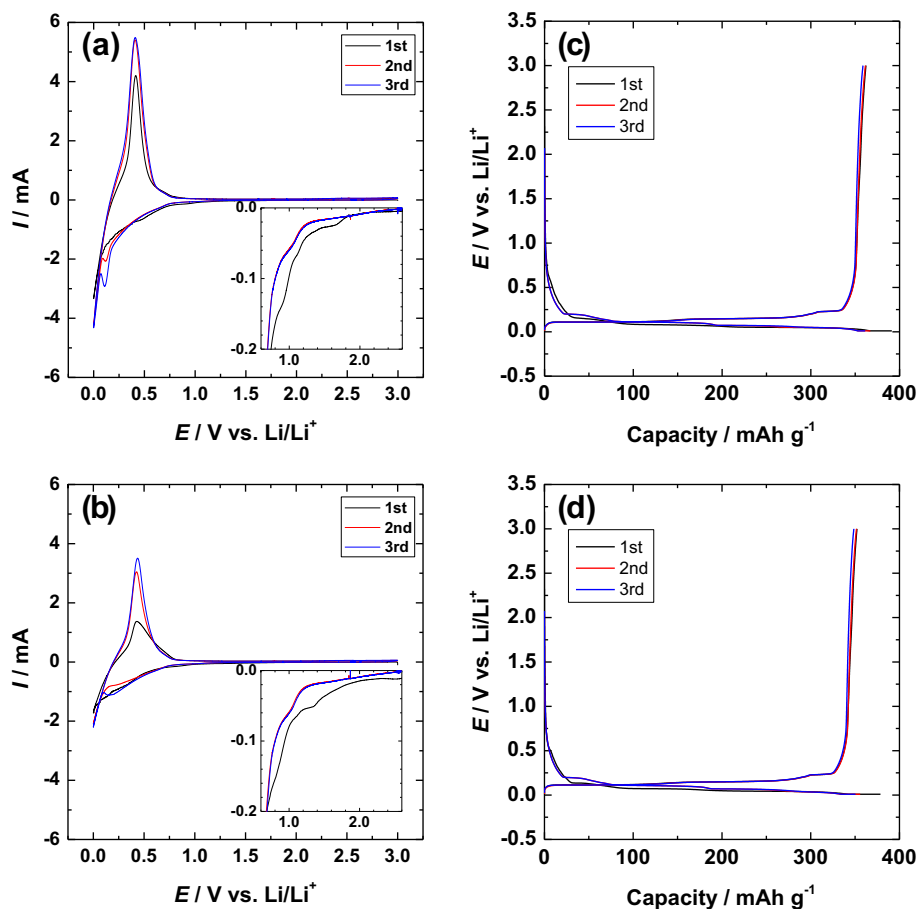 (a)
1st
2nd
3rd
6
4
2
0
-2
-4
-6
I / mA
0.0
-0.1
-0.2
1.0 2.0
0.0 0.5 1.0 1.5 2.0 2.5 3.0
E / V vs. Li/Li⁺
(c)
1st
2nd
3rd
3.5
3.0
2.5
2.0
1.5
1.0
0.5
0.0
-0.5
E / V vs. Li/Li⁺
0 100 200 300 400
Capacity / mAh g⁻¹
(b)
1st
2nd
3rd
6
4
2
0
-2
-4
-6
I / mA
0.0
-0.1
-0.2
1.0 2.0
0.0 0.5 1.0 1.5 2.0 2.5 3.0
E / V vs. Li/Li⁺
(d)
1st
2nd
3rd
3.5
3.0
2.5
2.0
1.5
1.0
0.5
0.0
-0.5
E / V vs. Li/Li⁺
0 100 200 300 400
Capacity / mAh g⁻¹